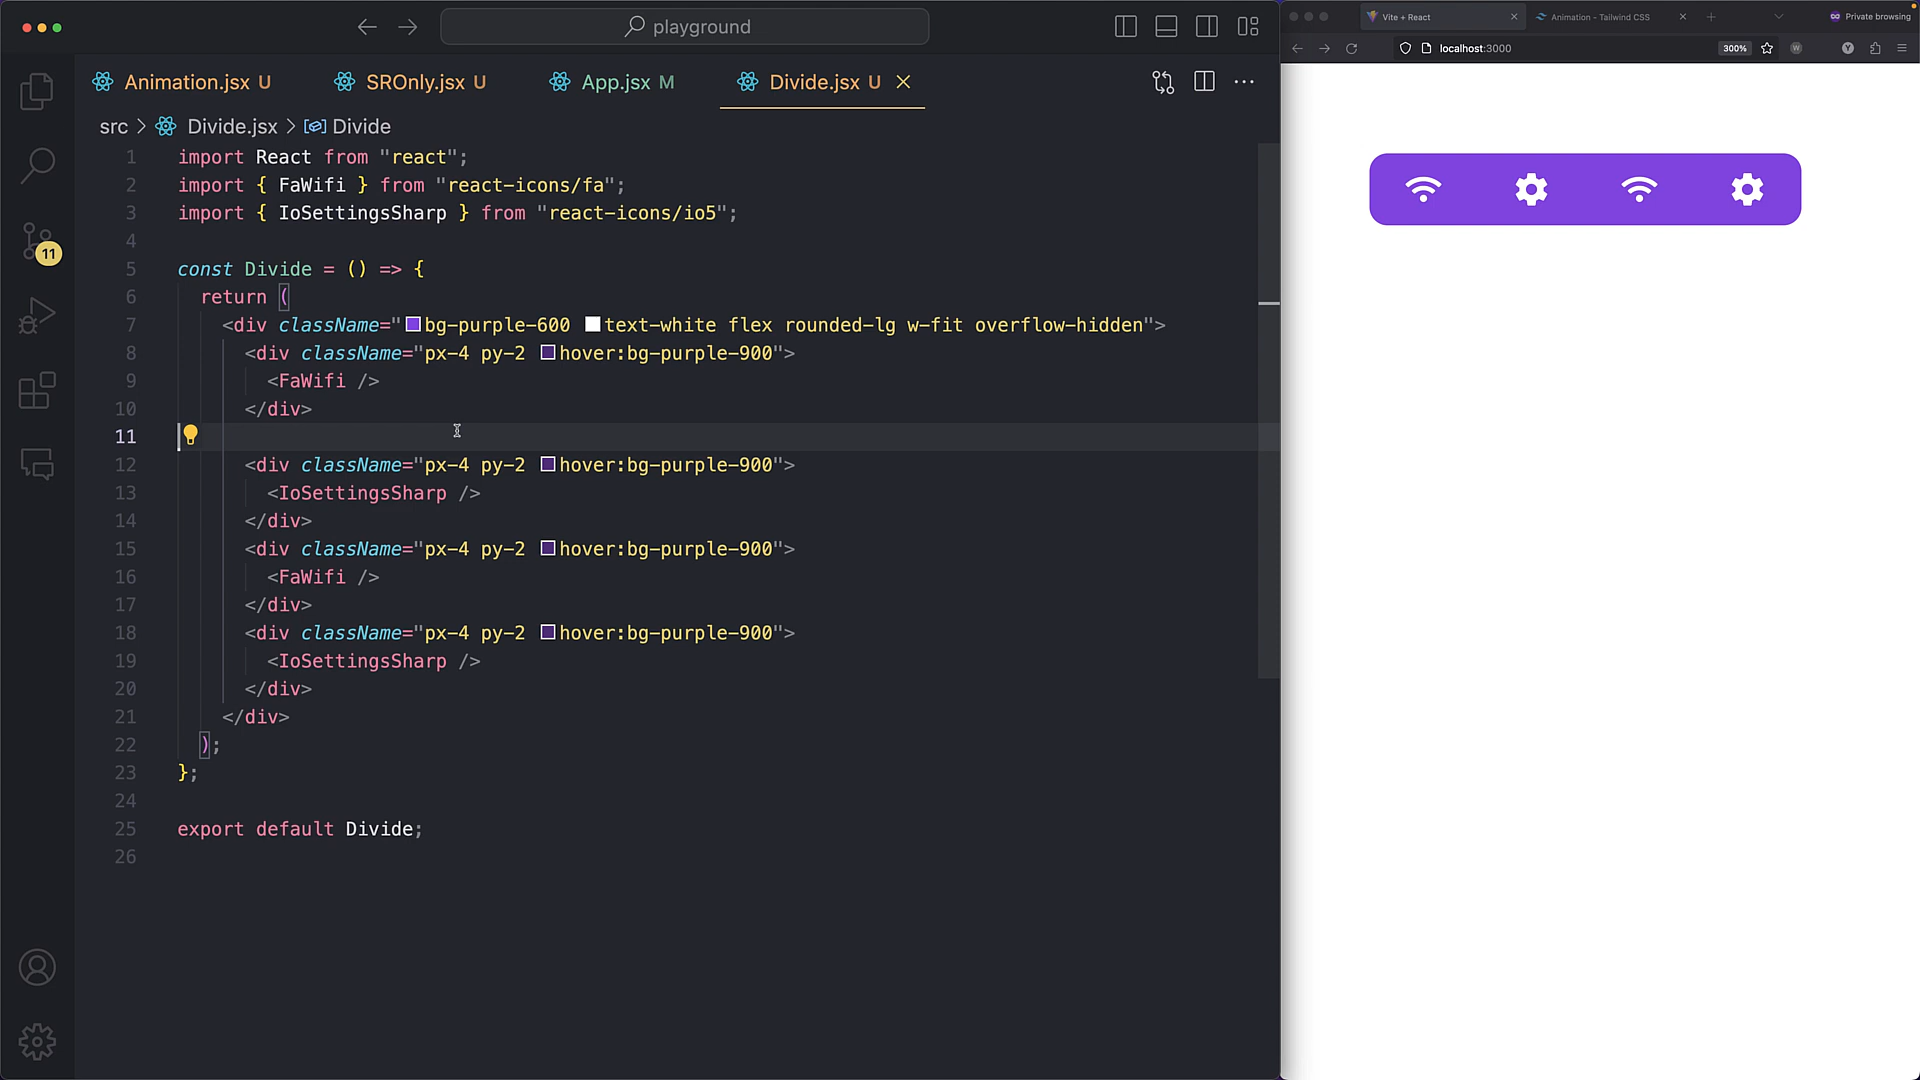 playground
Animation.jsx U
SROnly.jsx U
App.jsx M
Divide.jsx U
src > Divide.jsx > Divide
11
1 import React from "react";
2 import { FaWifi } from "react-icons/fa";
3 import { IoSettingsSharp } from "react-icons/io5";
4
5 const Divide = () => {
6 return (
7 <div className="bg-purple-600 text-white flex rounded-lg w-fit overflow-hidden">
8 <div className="px-4 py-2 hover:bg-purple-900">
9 <FaWifi />
10 </div>
11
12 <div className="px-4 py-2 hover:bg-purple-900">
13 <IoSettingsSharp />
14 </div>
15 <div className="px-4 py-2 hover:bg-purple-900">
16 <FaWifi />
17 </div>
18 <div className="px-4 py-2 hover:bg-purple-900">
19 <IoSettingsSharp />
20 </div>
21 </div>
22 );
23 };
24
25 export default Divide;
26
Vite + React
Animation - Tailwind CSS
Private browsing
localhost:3000
300%
W
Y